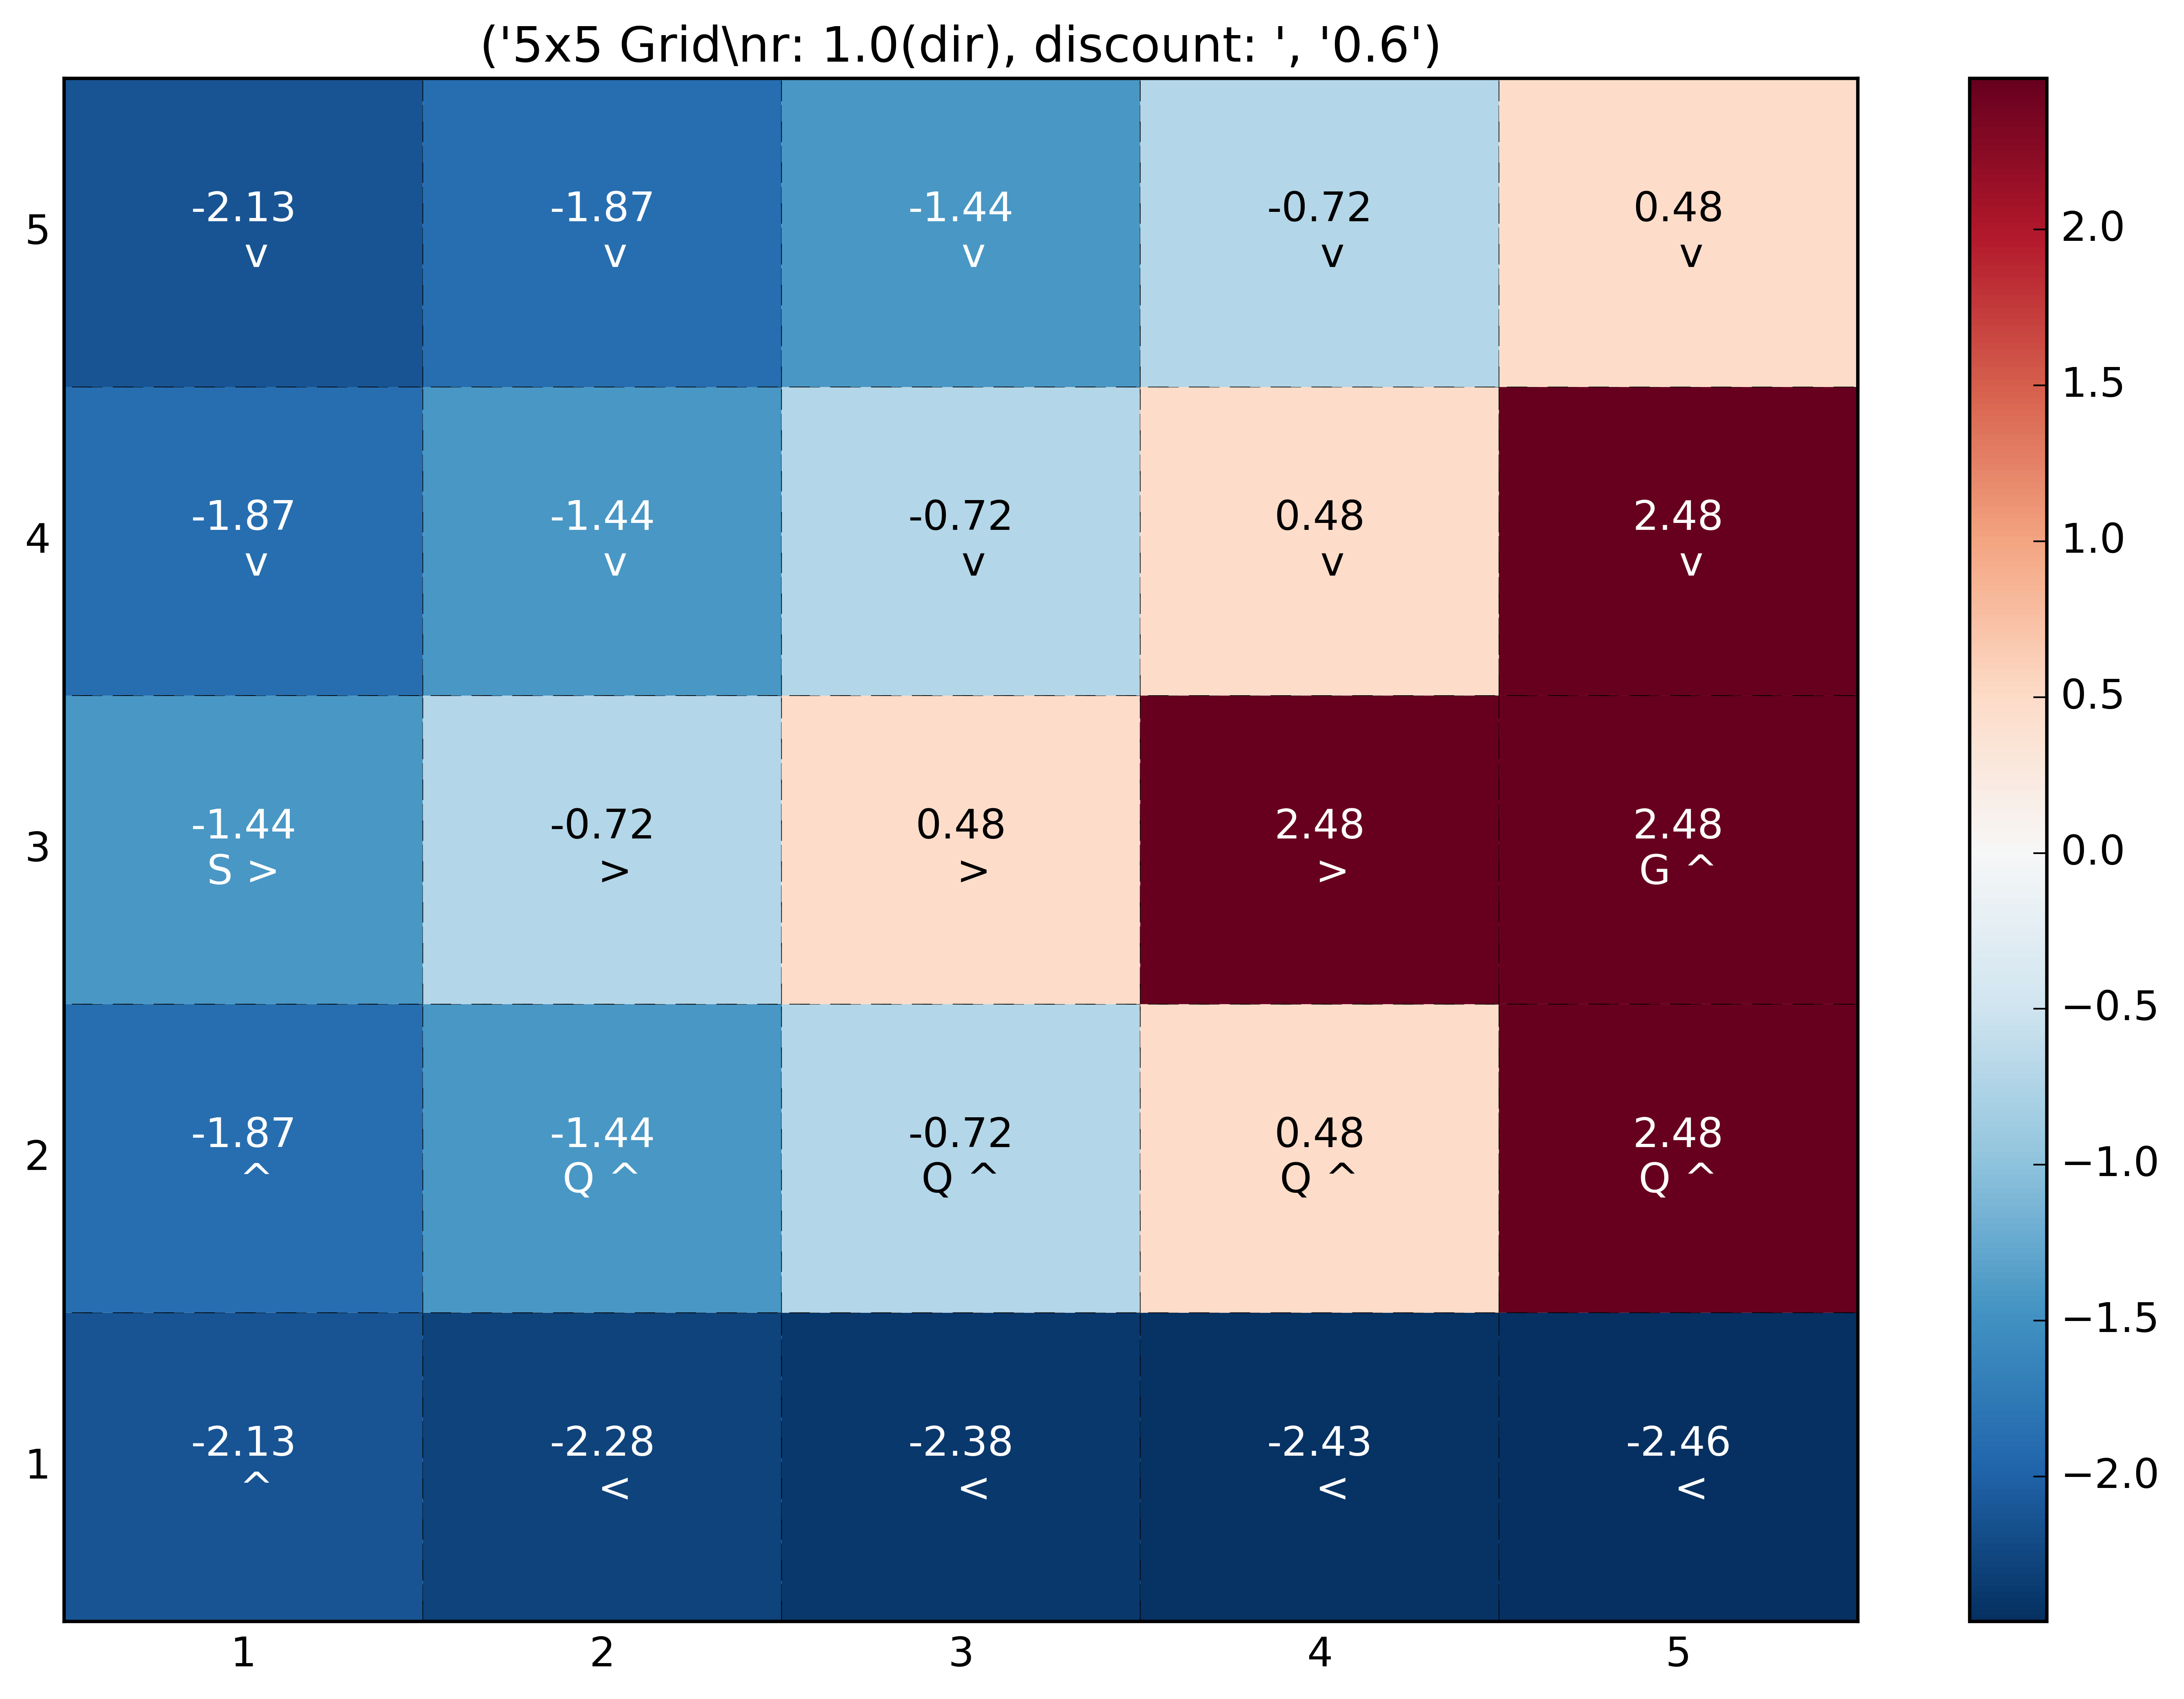 ('5x5 Grid\nr: 1.0(dir), discount: ', '0.6')
5
-2.13 -1.87 -1.44 -0.72 0.48
v v v v v
4
-1.87 -1.44 -0.72 0.48 2.48
v v v v v
3
-1.44 -0.72 0.48 2.48 2.48
S > > > > G ^
2
-1.87 -1.44 -0.72 0.48 2.48
^ Q ^ Q ^ Q ^ Q ^
1
-2.13 -2.28 -2.38 -2.43 -2.46
^ < < < <
1 2 3 4 5
2.0
1.5
1.0
0.5
0.0
−0.5
−1.0
−1.5
−2.0